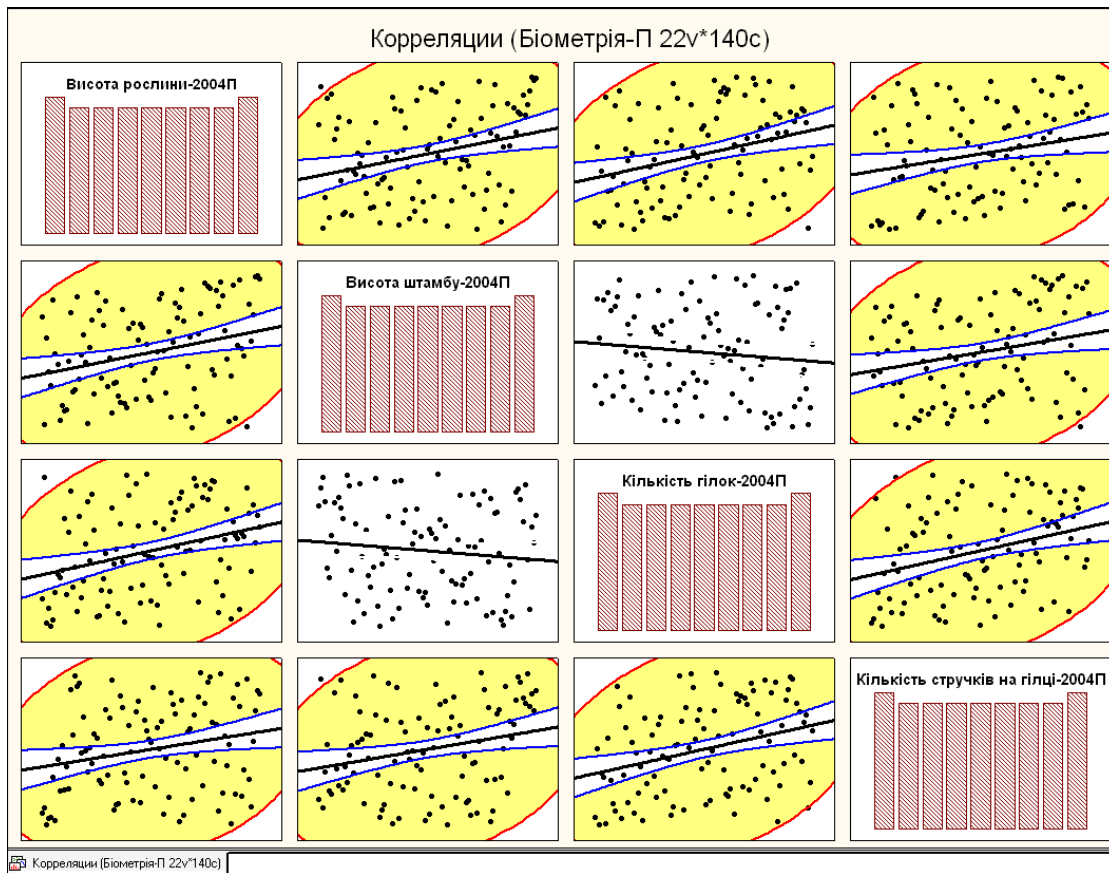 Корреляции (Біометрія-П 22v*140c)
Висота рослини-2004П
Висота штамбу-2004П
Кількість гілок-2004П
Кількість стручків на гілці-2004П
Корреляции (Біометрія-П 22v*140c)